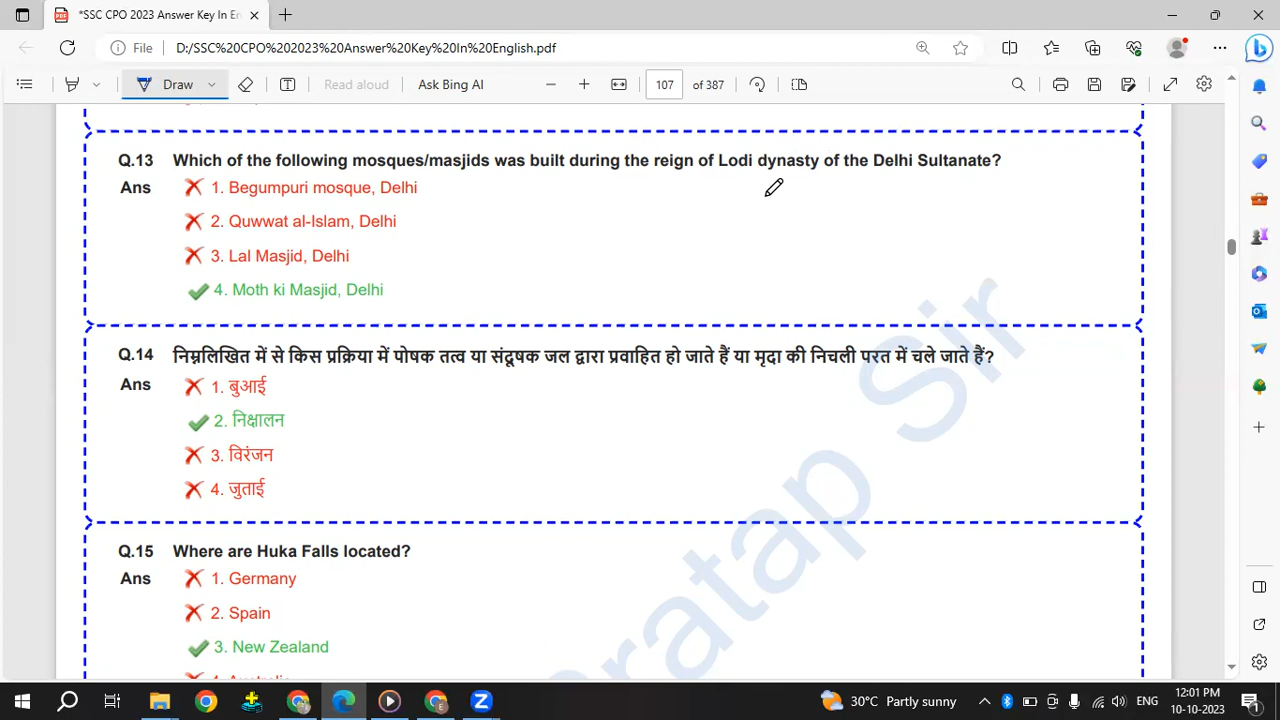 *SSC CPO 2023 Answer Key In En
File D:/SSC%20CPO%202023%20Answer%20Key%20In%20English.pdf
Draw Read aloud Ask Bing AI 107 of 387
Q.13 Which of the following mosques/masjids was built during the reign of Lodi dynasty of the Delhi Sultanate?
Ans 1. Begumpuri mosque, Delhi
2. Quwwat al-Islam, Delhi
3. Lal Masjid, Delhi
4. Moth ki Masjid, Delhi
Q.14 निम्नलिखित में से किस प्रक्रिया में पोषक तत्व या संदूषक जल द्वारा प्रवाहित हो जाते हैं या मृदा की निचली परत में चले जाते हैं?
Ans 1. बुआई
2. निक्षालन
3. विरंजन
4. जुताई
Q.15 Where are Huka Falls located?
Ans 1. Germany
2. Spain
3. New Zealand
4. Australia
ratap Sir
30°C Partly sunny ENG 12:01 PM
10-10-2023